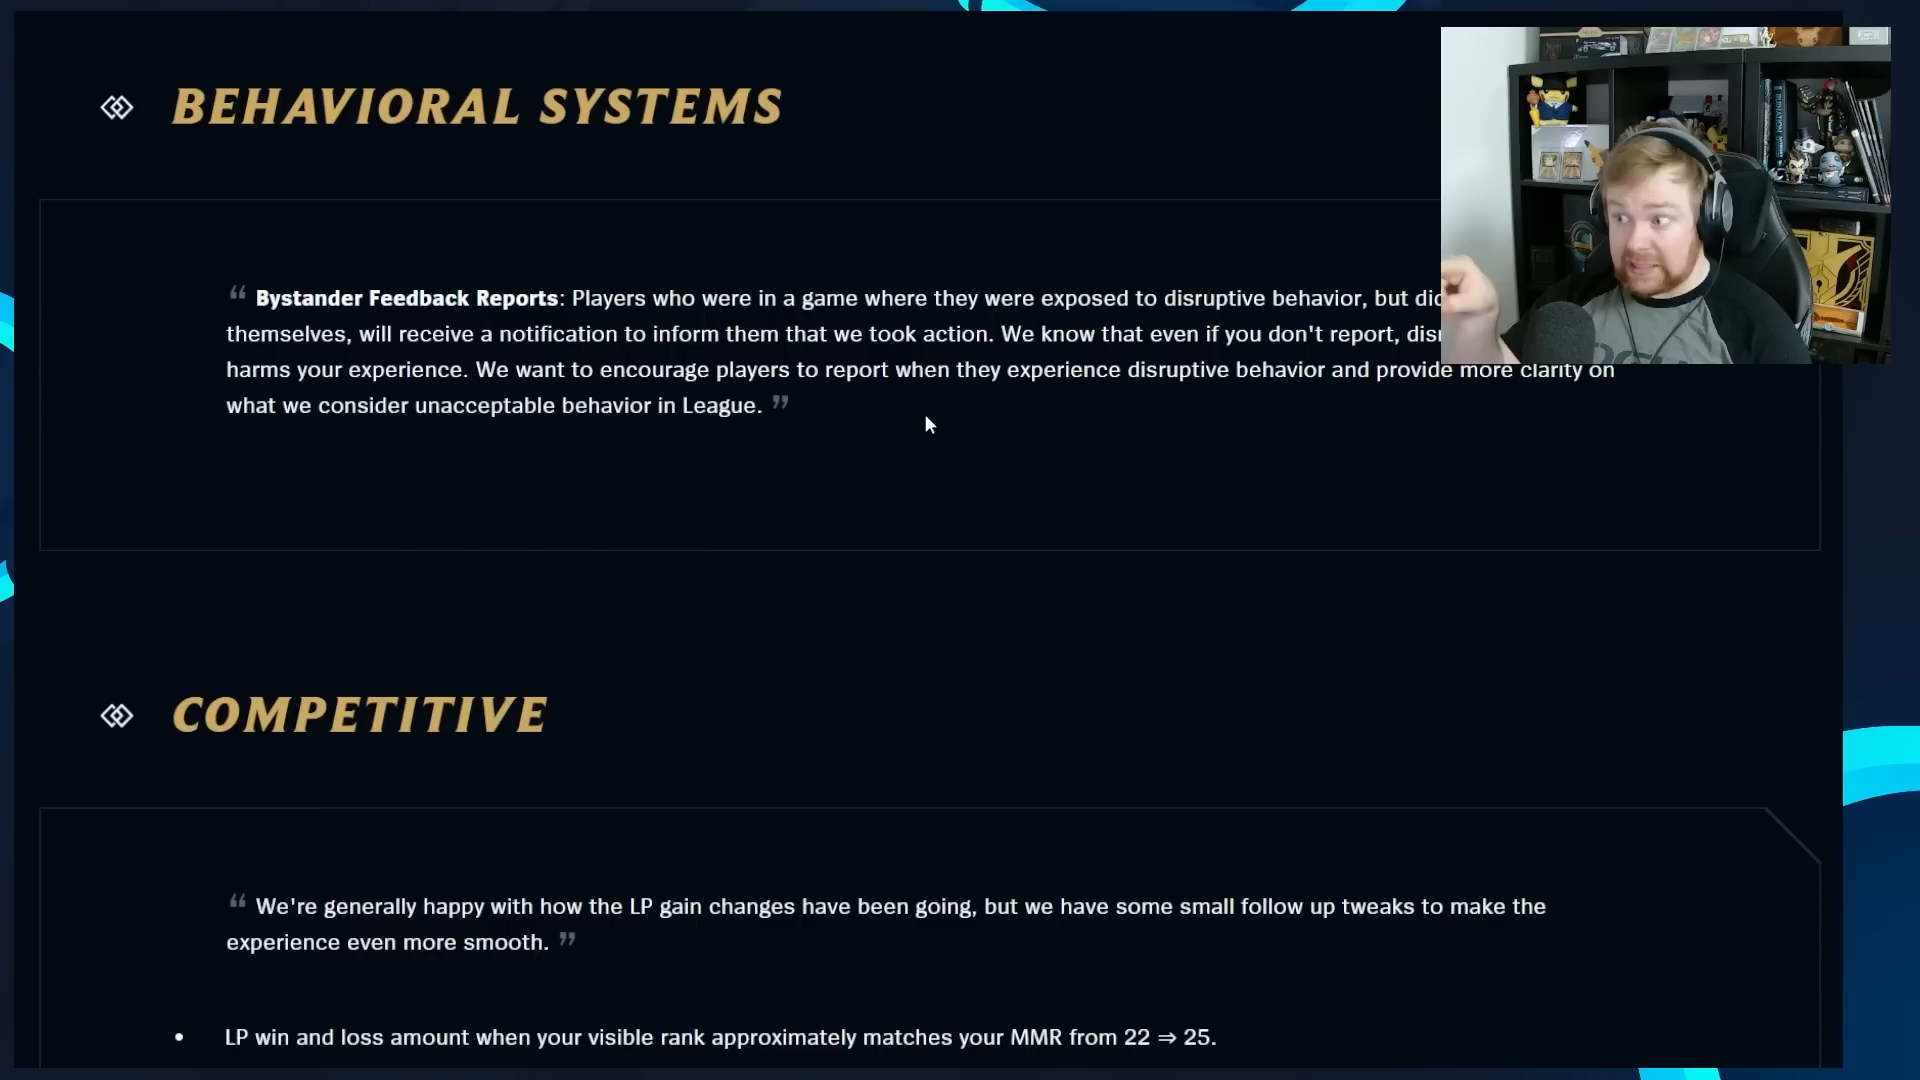 BEHAVIORAL SYSTEMS
“ Bystander Feedback Reports: Players who were in a game where they were exposed to disruptive behavior, but
themselves, will receive a notification to inform them that we took action. We know that even if you don't report,
harms your experience. We want to encourage players to report when they experience disruptive behavior and provide more clarity on
what we consider unacceptable behavior in League. ”
COMPETITIVE
“ We're generally happy with how the LP gain changes have been going, but we have some small follow up tweaks to make the
experience even more smooth. ”
• LP win and loss amount when your visible rank approximately matches your MMR from 22 ⇒ 25.